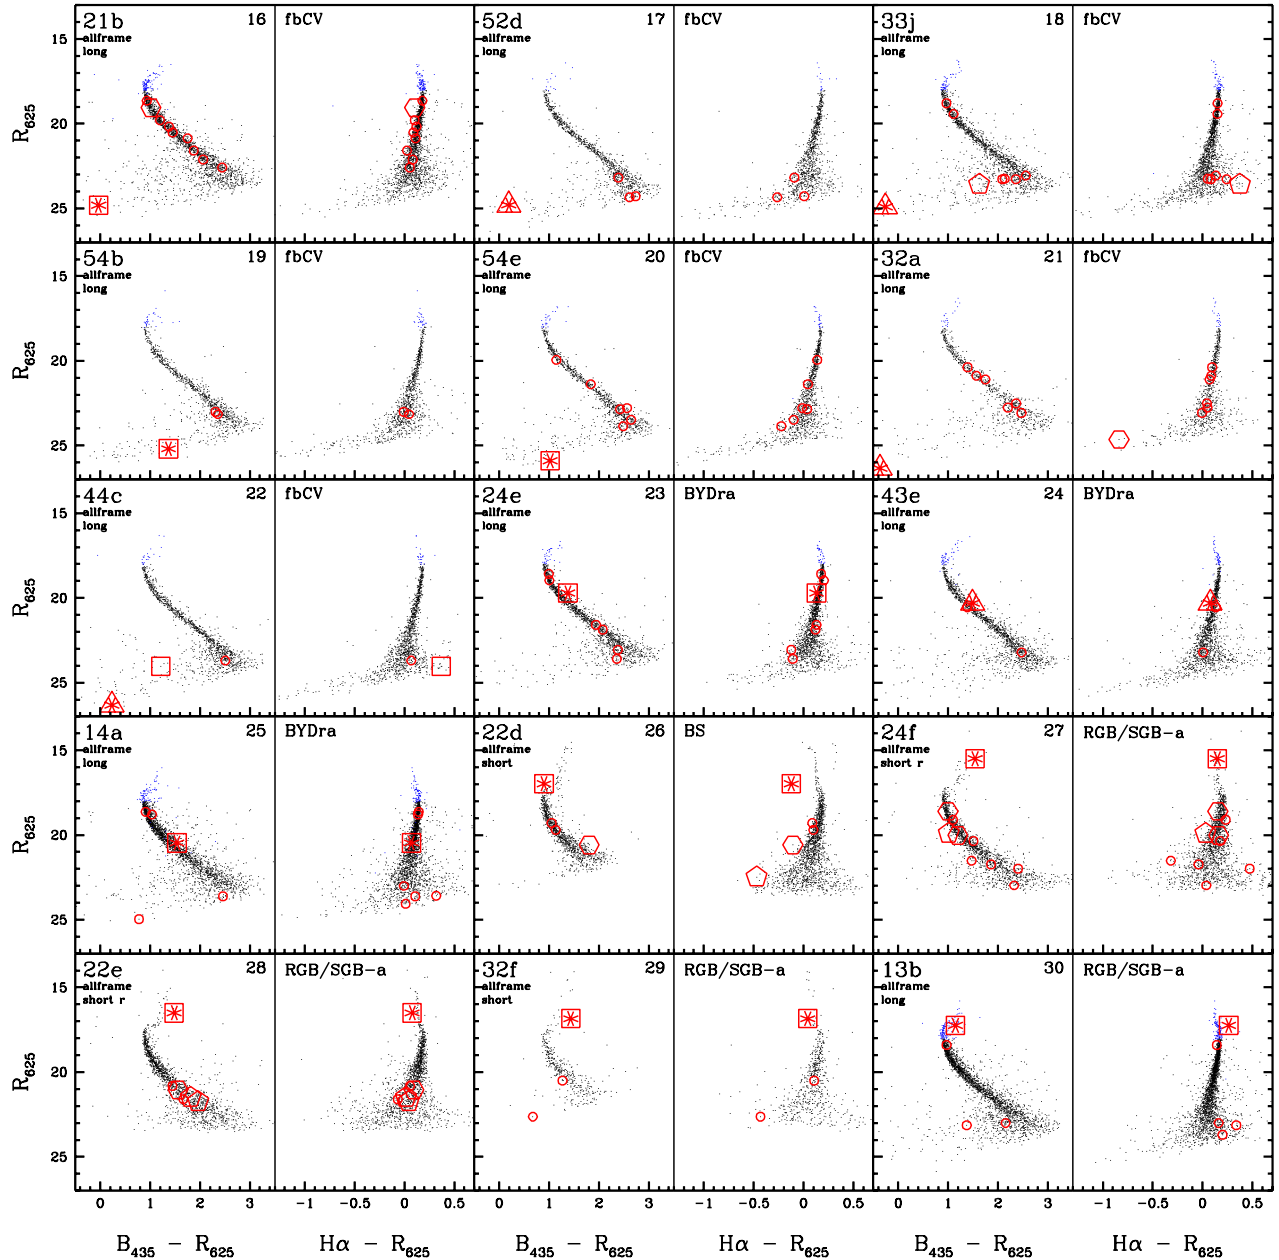 21b 16 fbCV 52d 17 fbCV 33j 18 fbCV
allframe allframe allframe
long long long
15
20
25
R625
54b 19 fbCV 54e 20 fbCV 32a 21 fbCV
allframe allframe allframe
long long long
15
20
25
R625
44c 22 fbCV 24e 23 BYDra 43e 24 BYDra
allframe allframe allframe
long long long
15
20
25
R625
14a 25 BYDra 22d 26 BS 24f 27 RGB/SGB-a
allframe allframe allframe
long short short r
15
20
25
R625
22e 28 RGB/SGB-a 32f 29 RGB/SGB-a 13b 30 RGB/SGB-a
allframe allframe allframe
short r short long
15
20
25
R625
0 1 2 3 -1 -0.5 0 0.5 0 1 2 3 -1 -0.5 0 0.5 0 1 2 3 -1 -0.5 0 0.5
B435 - R625 Hα - R625 B435 - R625 Hα - R625 B435 - R625 Hα - R625